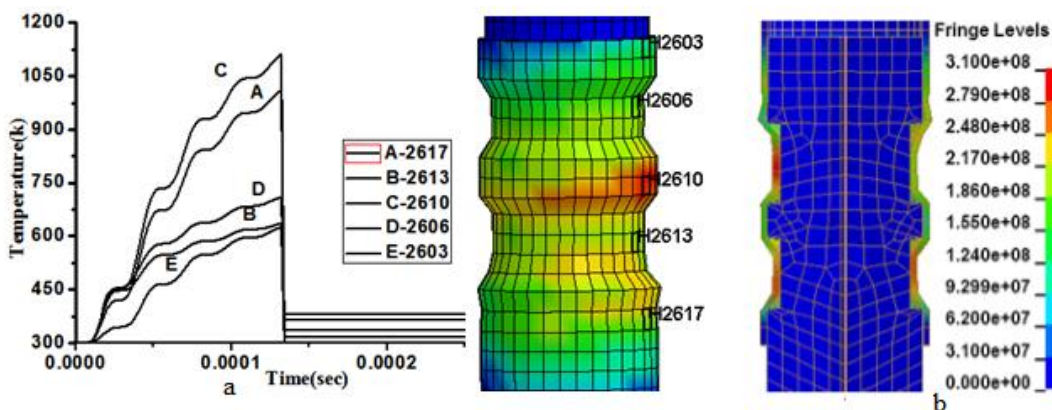 1200
1050
900
750
600
450
300
Temperature(k)
C
A
D
B
E
A-2617
B-2613
C-2610
D-2606
E-2603
0.0000
0.0001
0.0002
Time(sec)
a
H2603
H2606
H2610
H2613
H2617
Fringe Levels
3.100e+08
2.790e+08
2.480e+08
2.170e+08
1.860e+08
1.550e+08
1.240e+08
9.299e+07
6.200e+07
3.100e+07
0.000e+00
b